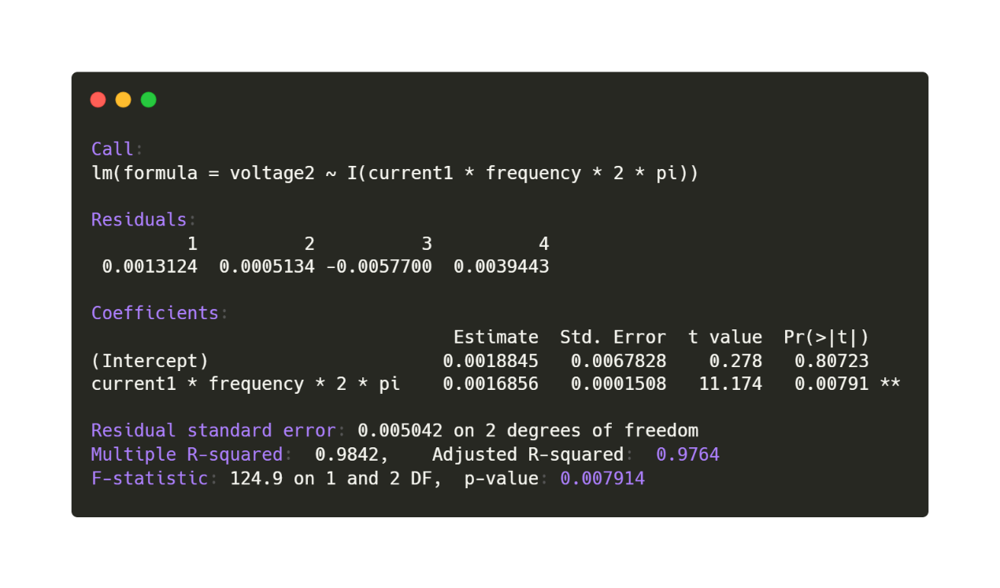 Call:
lm(formula = voltage2 ~ I(current1 * frequency * 2 * pi))
Residuals:
1 2 3 4
0.0013124 0.0005134 -0.0057700 0.0039443
Coefficients:
Estimate Std. Error t value Pr(>|t|)
(Intercept) 0.0018845 0.0067828 0.278 0.80723
current1 * frequency * 2 * pi 0.0016856 0.0001508 11.174 0.00791 **
Residual standard error: 0.005042 on 2 degrees of freedom
Multiple R-squared: 0.9842, Adjusted R-squared: 0.9764
F-statistic: 124.9 on 1 and 2 DF, p-value: 0.007914